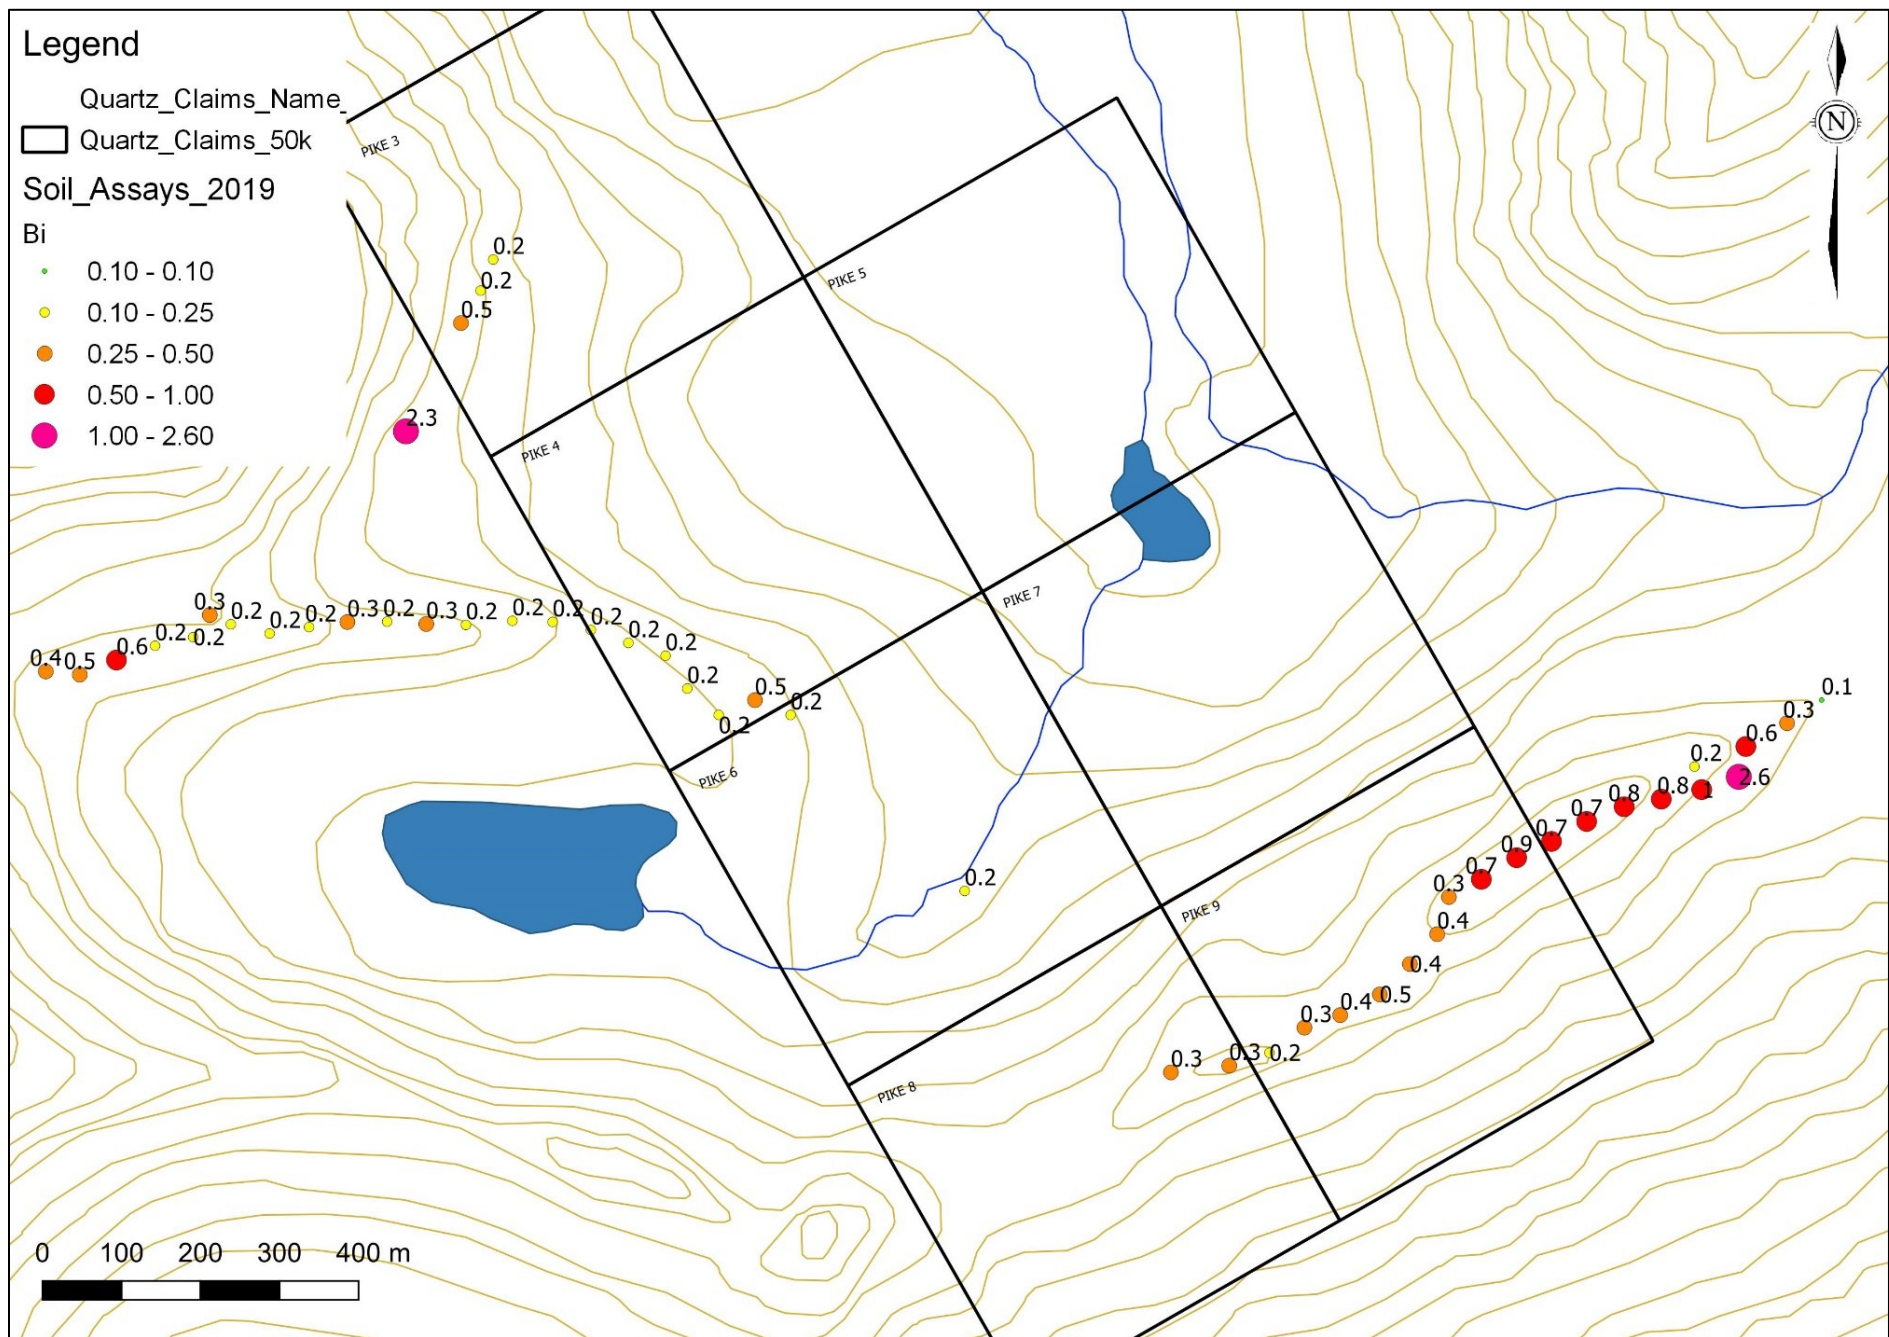 Legend
Quartz_Claims_Name_
Quartz_Claims_50k
Soil_Assays_2019
Bi
0.10 - 0.10
0.10 - 0.25
0.25 - 0.50
0.50 - 1.00
1.00 - 2.60
N
PIKE 3
0.2
0.2
0.5
2.3
PIKE 5
PIKE 4
PIKE 7
0.4
0.5
0.6
0.2
0.2
0.3
0.2
0.2
0.2
0.3
0.2
0.3
0.2
0.2
0.2
0.2
0.2
0.2
0.2
0.2
0.5
0.2
PIKE 6
0.2
PIKE 9
PIKE 8
0.1
0.3
0.6
0.2
2.6
1
0.8
0.8
0.7
0.7
0.9
0.7
0.3
0.4
0.4
0.5
0.4
0.3
0.2
0.3
0.3
0 100 200 300 400 m